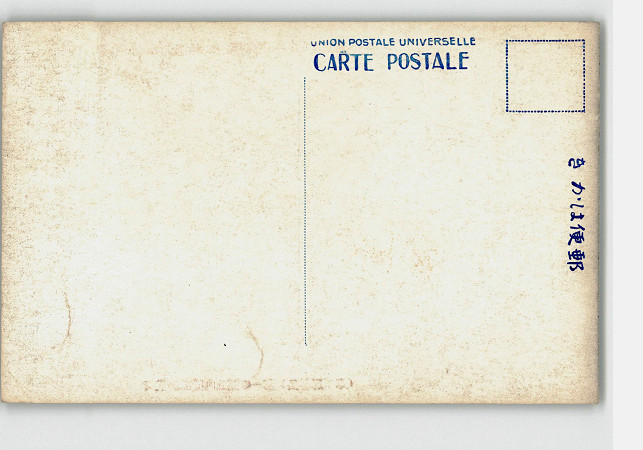 UNION POSTALE UNIVERSELLE
CARTE POSTALE
郵便はかき